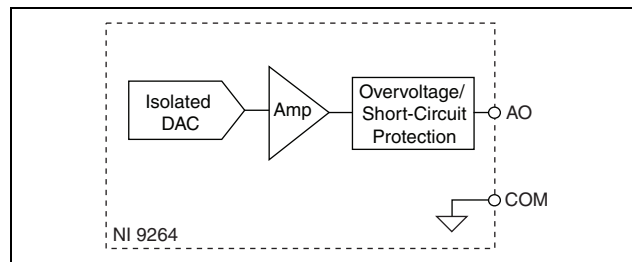 Isolated
DAC
Amp
Overvoltage/
Short-Circuit
Protection
AO
COM
NI 9264